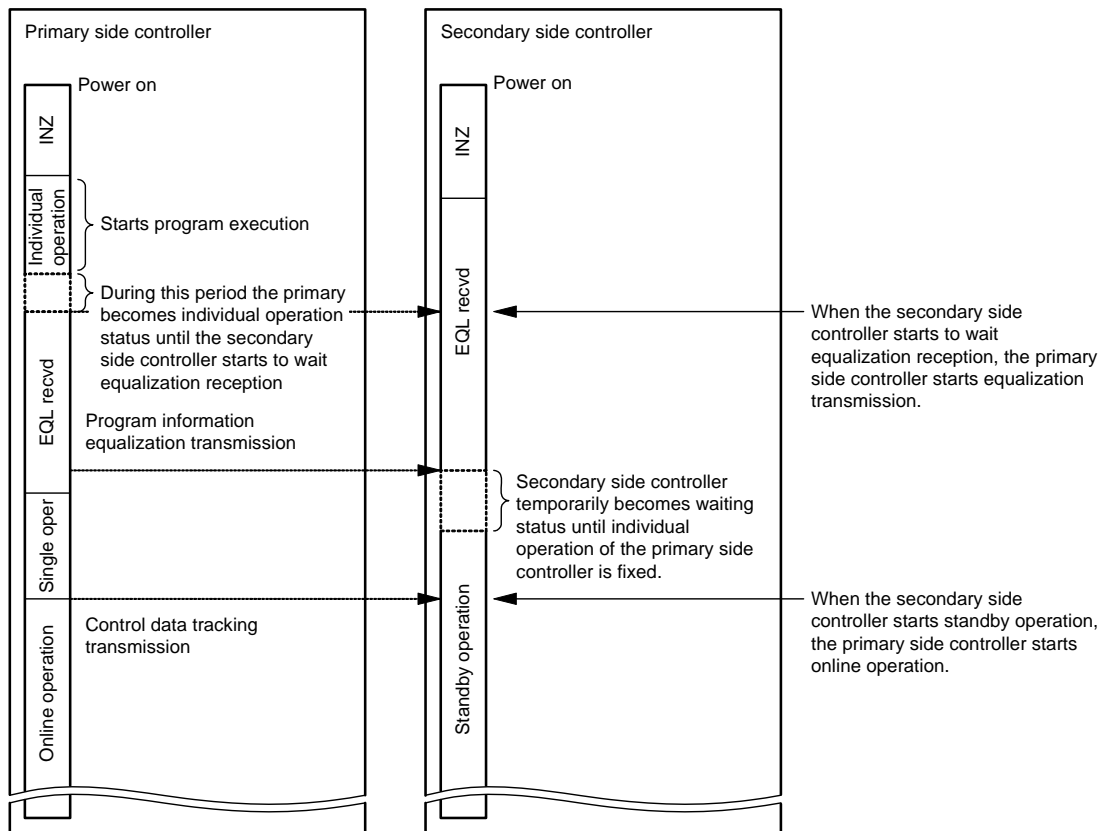 Primary side controller
Power on
INZ
Individual
operation
Starts program execution
During this period the primary
becomes individual operation
status until the secondary
side controller starts to wait
equalization reception
EQL recvd
Program information
equalization transmission
Single oper
Control data tracking
transmission
Online operation
Secondary side controller
Power on
INZ
EQL recvd
Secondary side controller
temporarily becomes waiting
status until individual
operation of the primary side
controller is fixed.
Standby operation
When the secondary side
controller starts to wait
equalization reception, the primary
side controller starts equalization
transmission.
When the secondary side
controller starts standby operation,
the primary side controller starts
online operation.